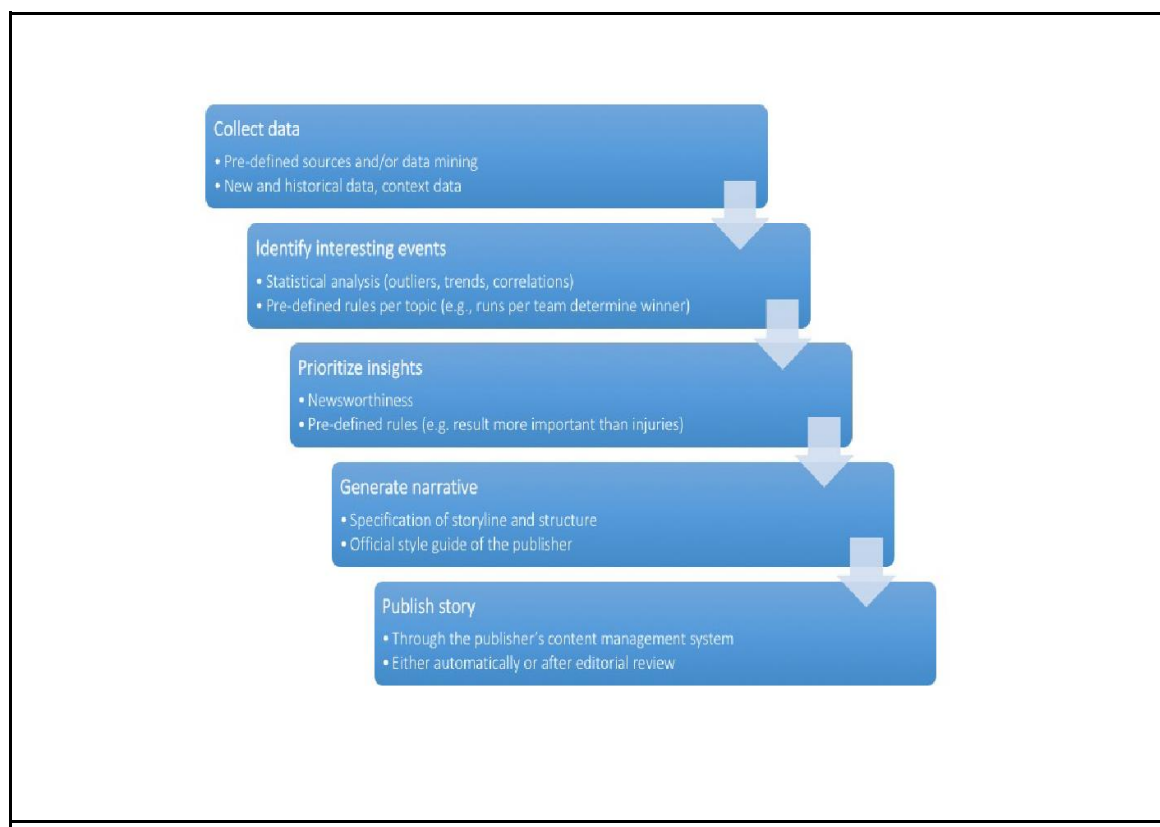 Collect data
• Pre-defined sources and/or data mining
• New and historical data, context data
Identify interesting events
• Statistical analysis (outliers, trends, correlations)
• Pre-defined rules per topic (e.g., runs per team determine winner)
Prioritize insights
• Newsworthiness
• Pre-defined rules (e.g. result more important than injuries)
Generate narrative
• Specification of storyline and structure
• Official style guide of the publisher
Publish story
• Through the publisher's content management system
• Either automatically or after editorial review